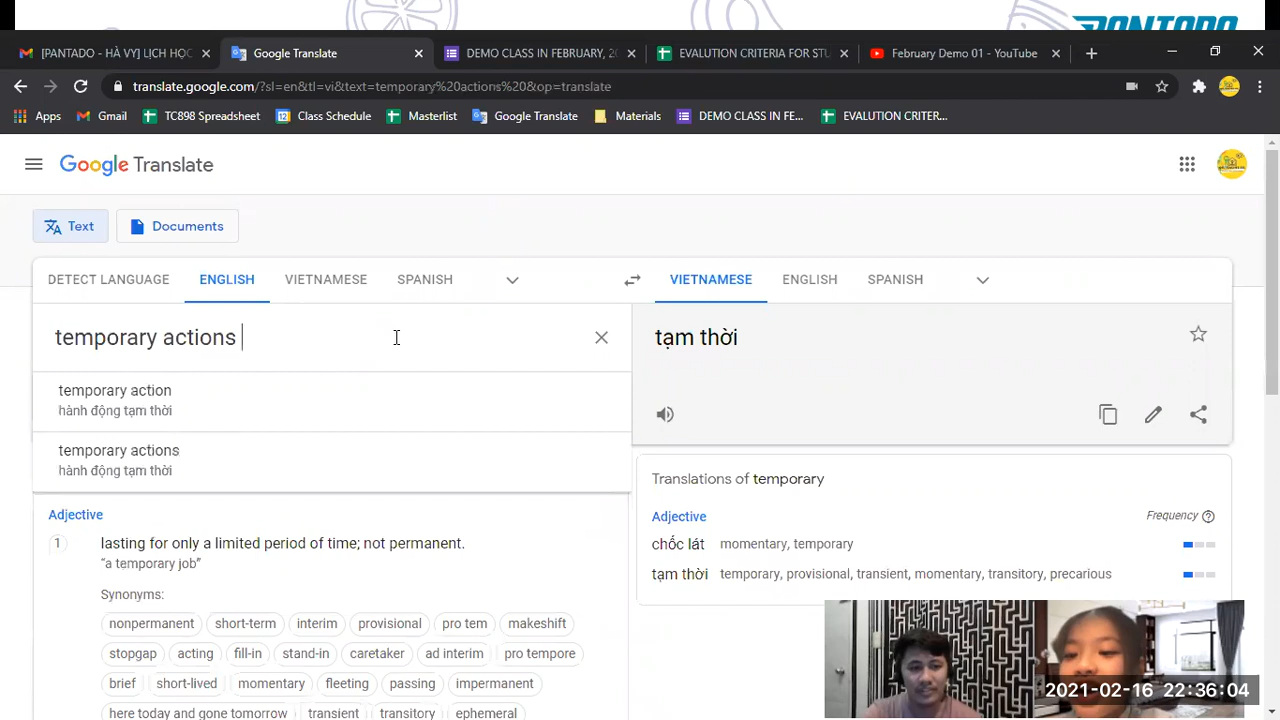 PANTADO
[PANTADO - HÀ VY] LỊCH HOC
Google Translate
DEMO CLASS IN FEBRUARY, 20
EVALUTION CRITERIA FOR STU
February Demo 01 - YouTube
translate.google.com/?sl=en&tl=vi&text=temporary%20actions%20&op=translate
Apps
Gmail
TC898 Spreadsheet
Class Schedule
Masterlist
Google Translate
Materials
DEMO CLASS IN FE...
EVALUTION CRITER...
Google Translate
Text
Documents
DETECT LANGUAGE
ENGLISH
VIETNAMESE
SPANISH
VIETNAMESE
ENGLISH
SPANISH
temporary actions
tạm thời
temporary action
hành động tạm thời
temporary actions
hành động tạm thời
Translations of temporary
Adjective
Frequency
chốc lát momentary, temporary
tạm thời temporary, provisional, transient, momentary, transitory, precarious
Adjective
1 lasting for only a limited period of time; not permanent.
“a temporary job”
Synonyms:
nonpermanent short-term interim provisional pro tem makeshift
stopgap acting fill-in stand-in caretaker ad interim pro tempore
brief short-lived momentary fleeting passing impermanent
here today and gone tomorrow transient transitory ephemeral
2021-02-16 22:36:04